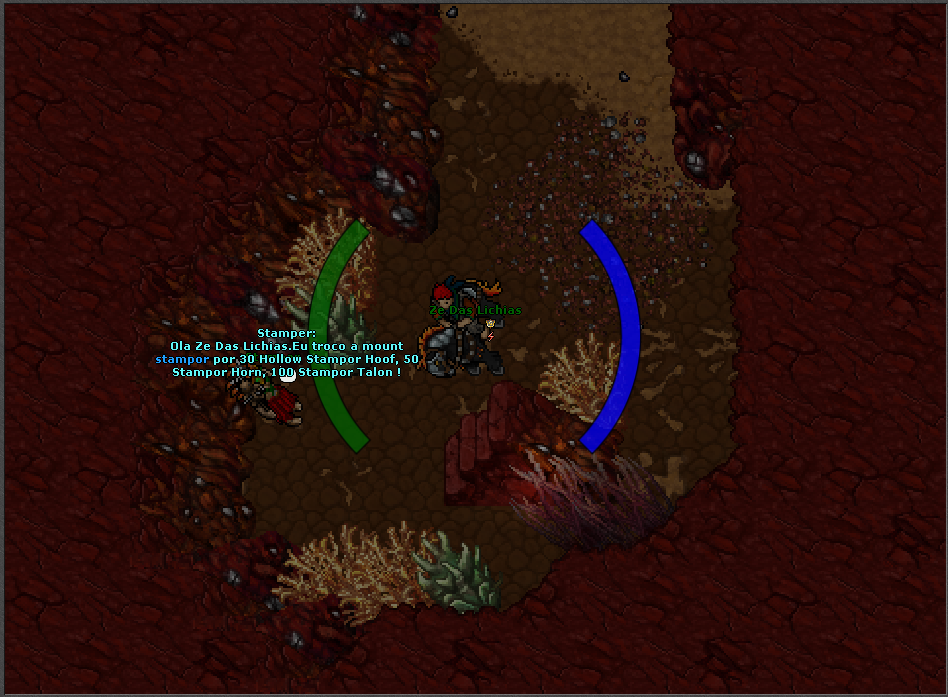 Ze Das Lichias
Stamper:
Ola Ze Das Lichias.Eu troco a mount
stampor por 30 Hollow Stampor Hoof, 50
Stampor Horn, 100 Stampor Talon !